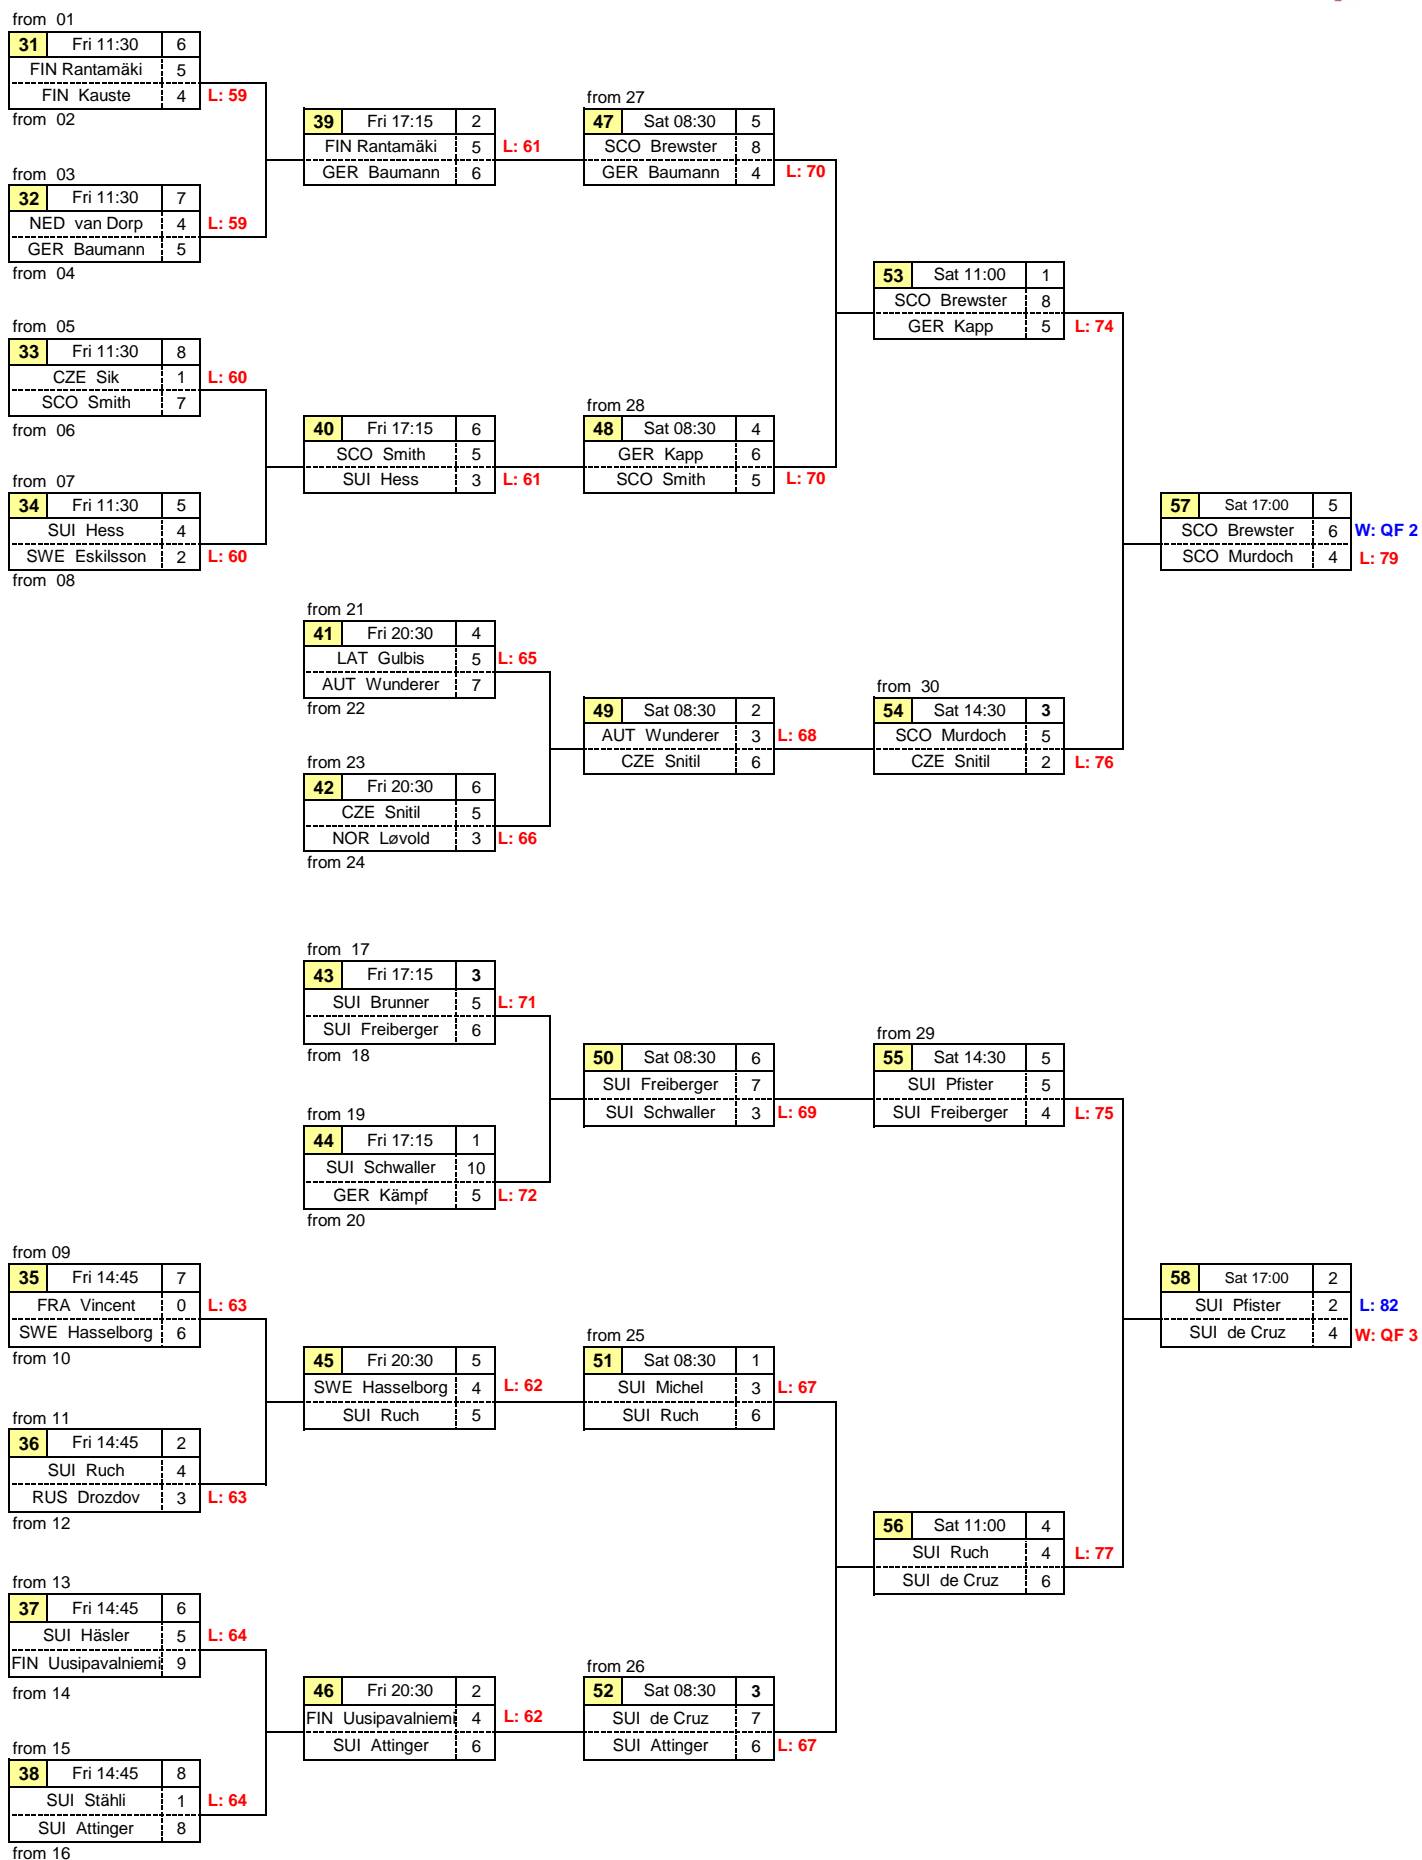 from 01
31 Fri 11:30 6
FIN Rantamäki 5
FIN Kauste 4 L: 59
from 02
from 03
32 Fri 11:30 7
NED van Dorp 4 L: 59
GER Baumann 5
from 04
from 05
33 Fri 11:30 8
CZE Sik 1 L: 60
SCO Smith 7
from 06
from 07
34 Fri 11:30 5
SUI Hess 4
SWE Eskilsson 2 L: 60
from 08
39 Fri 17:15 2
FIN Rantamäki 5 L: 61
GER Baumann 6
40 Fri 17:15 6
SCO Smith 5
SUI Hess 3 L: 61
from 27
47 Sat 08:30 5
SCO Brewster 8
GER Baumann 4 L: 70
from 28
48 Sat 08:30 4
GER Kapp 6
SCO Smith 5 L: 70
53 Sat 11:00 1
SCO Brewster 8
GER Kapp 5 L: 74
57 Sat 17:00 5
SCO Brewster 6 W: QF 2
SCO Murdoch 4 L: 79
from 21
41 Fri 20:30 4
LAT Gulbis 5 L: 65
AUT Wunderer 7
from 22
from 23
42 Fri 20:30 6
CZE Snitil 5
NOR Løvold 3 L: 66
from 24
49 Sat 08:30 2
AUT Wunderer 3 L: 68
CZE Snitil 6
from 30
54 Sat 14:30 3
SCO Murdoch 5
CZE Snitil 2 L: 76
from 17
43 Fri 17:15 3
SUI Brunner 5 L: 71
SUI Freiberger 6
from 18
from 19
44 Fri 17:15 1
SUI Schwaller 10
GER Kämpf 5 L: 72
from 20
50 Sat 08:30 6
SUI Freiberger 7
SUI Schwaller 3 L: 69
from 29
55 Sat 14:30 5
SUI Pfister 5
SUI Freiberger 4 L: 75
from 09
35 Fri 14:45 7
FRA Vincent 0 L: 63
SWE Hasselborg 6
from 10
from 11
36 Fri 14:45 2
SUI Ruch 4
RUS Drozdov 3 L: 63
from 12
from 13
37 Fri 14:45 6
SUI Häsler 5 L: 64
FIN Uusipavalniemi 9
from 14
from 15
38 Fri 14:45 8
SUI Stähli 1 L: 64
SUI Attinger 8
from 16
45 Fri 20:30 5
SWE Hasselborg 4 L: 62
SUI Ruch 5
46 Fri 20:30 2
FIN Uusipavalniemi 4 L: 62
SUI Attinger 6
from 25
51 Sat 08:30 1
SUI Michel 3 L: 67
SUI Ruch 6
from 26
52 Sat 08:30 3
SUI de Cruz 7
SUI Attinger 6 L: 67
56 Sat 11:00 4
SUI Ruch 4 L: 77
SUI de Cruz 6
58 Sat 17:00 2
SUI Pfister 2 L: 82
SUI de Cruz 4 W: QF 3